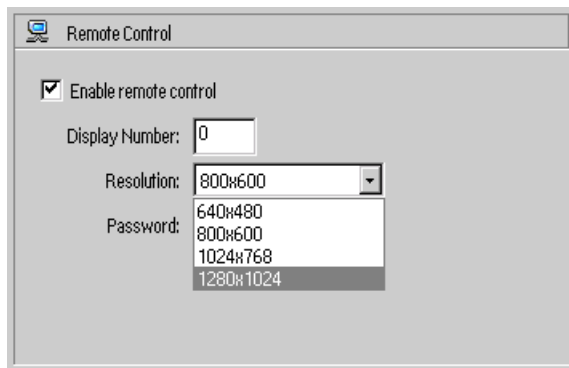 Remote Control
Enable remote control
Display Number: 0
Resolution: 800x600
Password:
640x480
800x600
1024x768
1280x1024